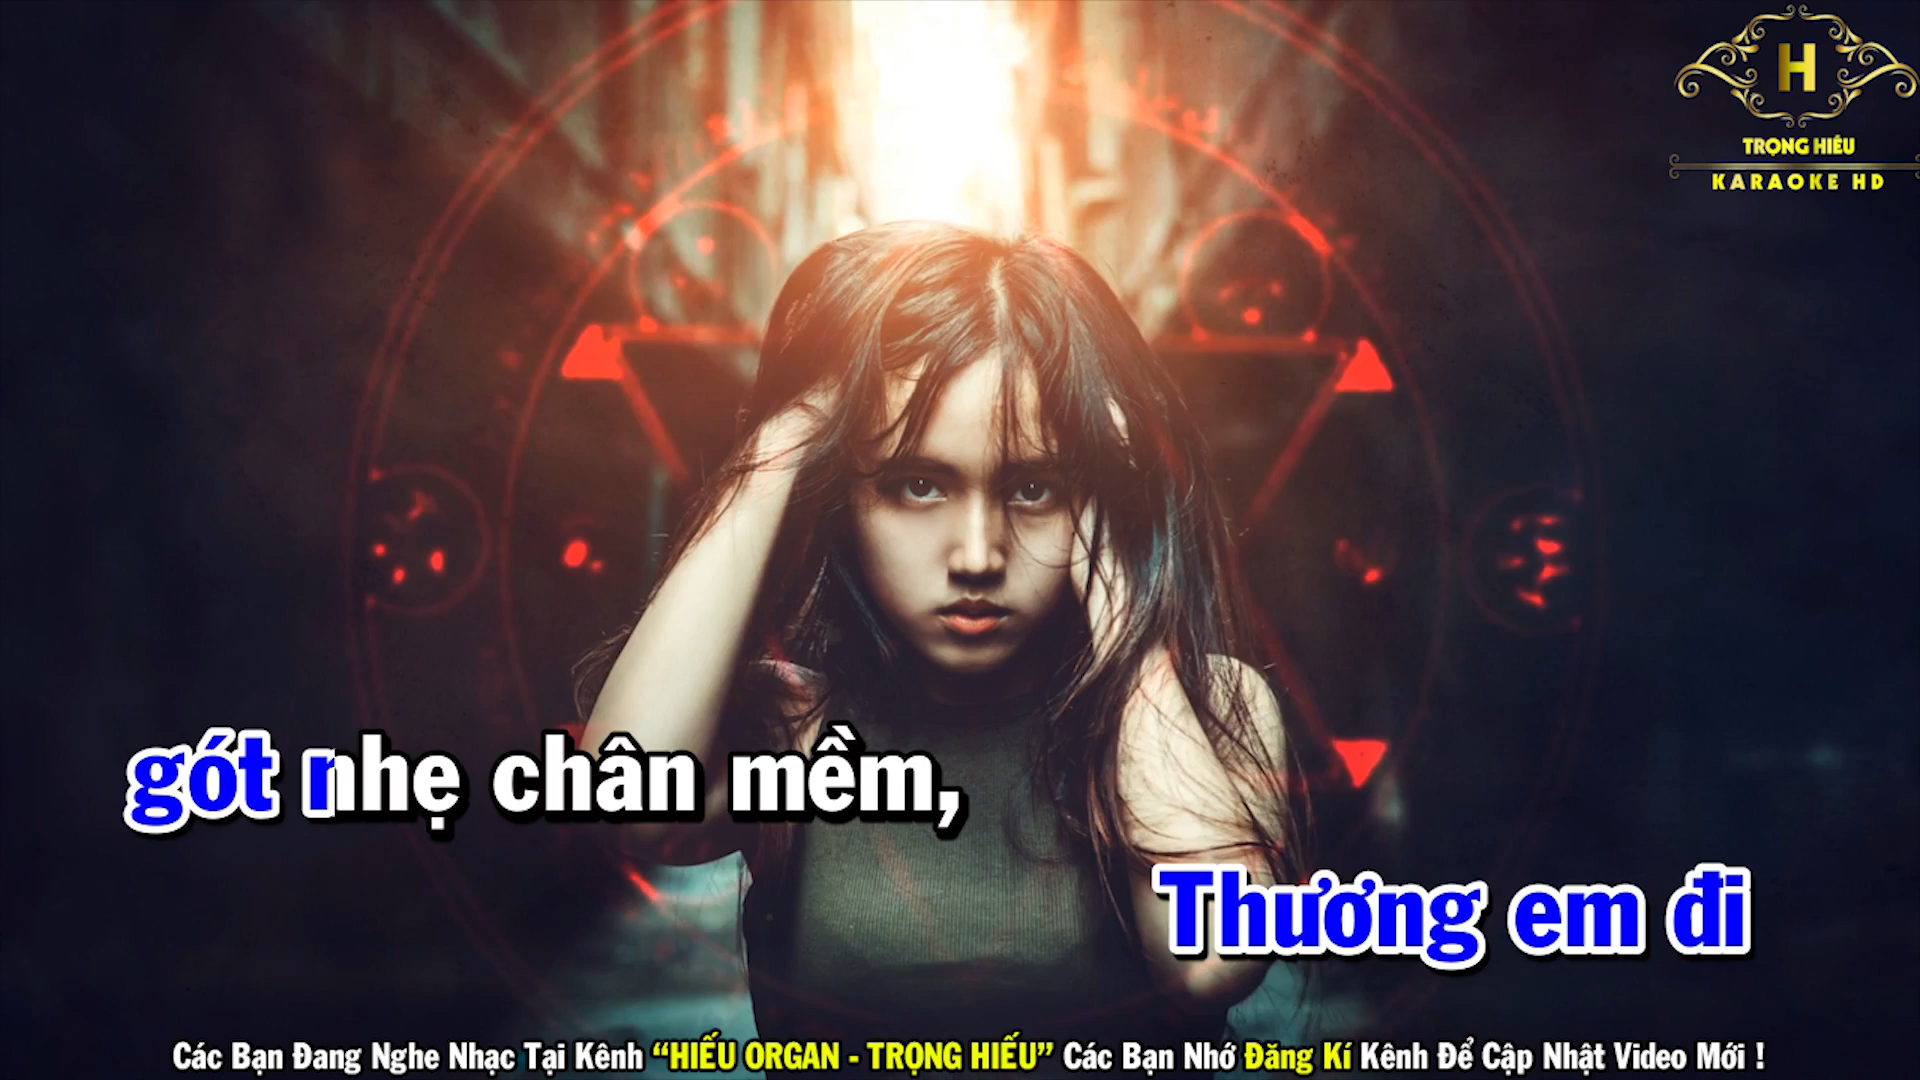 H
TRỌNG HIẾU
KARAOKE HD
gót nhẹ chân mềm,
Thương em đi
Các Bạn Đang Nghe Nhạc Tại Kênh “HIẾU ORGAN - TRỌNG HIẾU” Các Bạn Nhớ Đăng Kí Kênh Để Cập Nhật Video Mới !